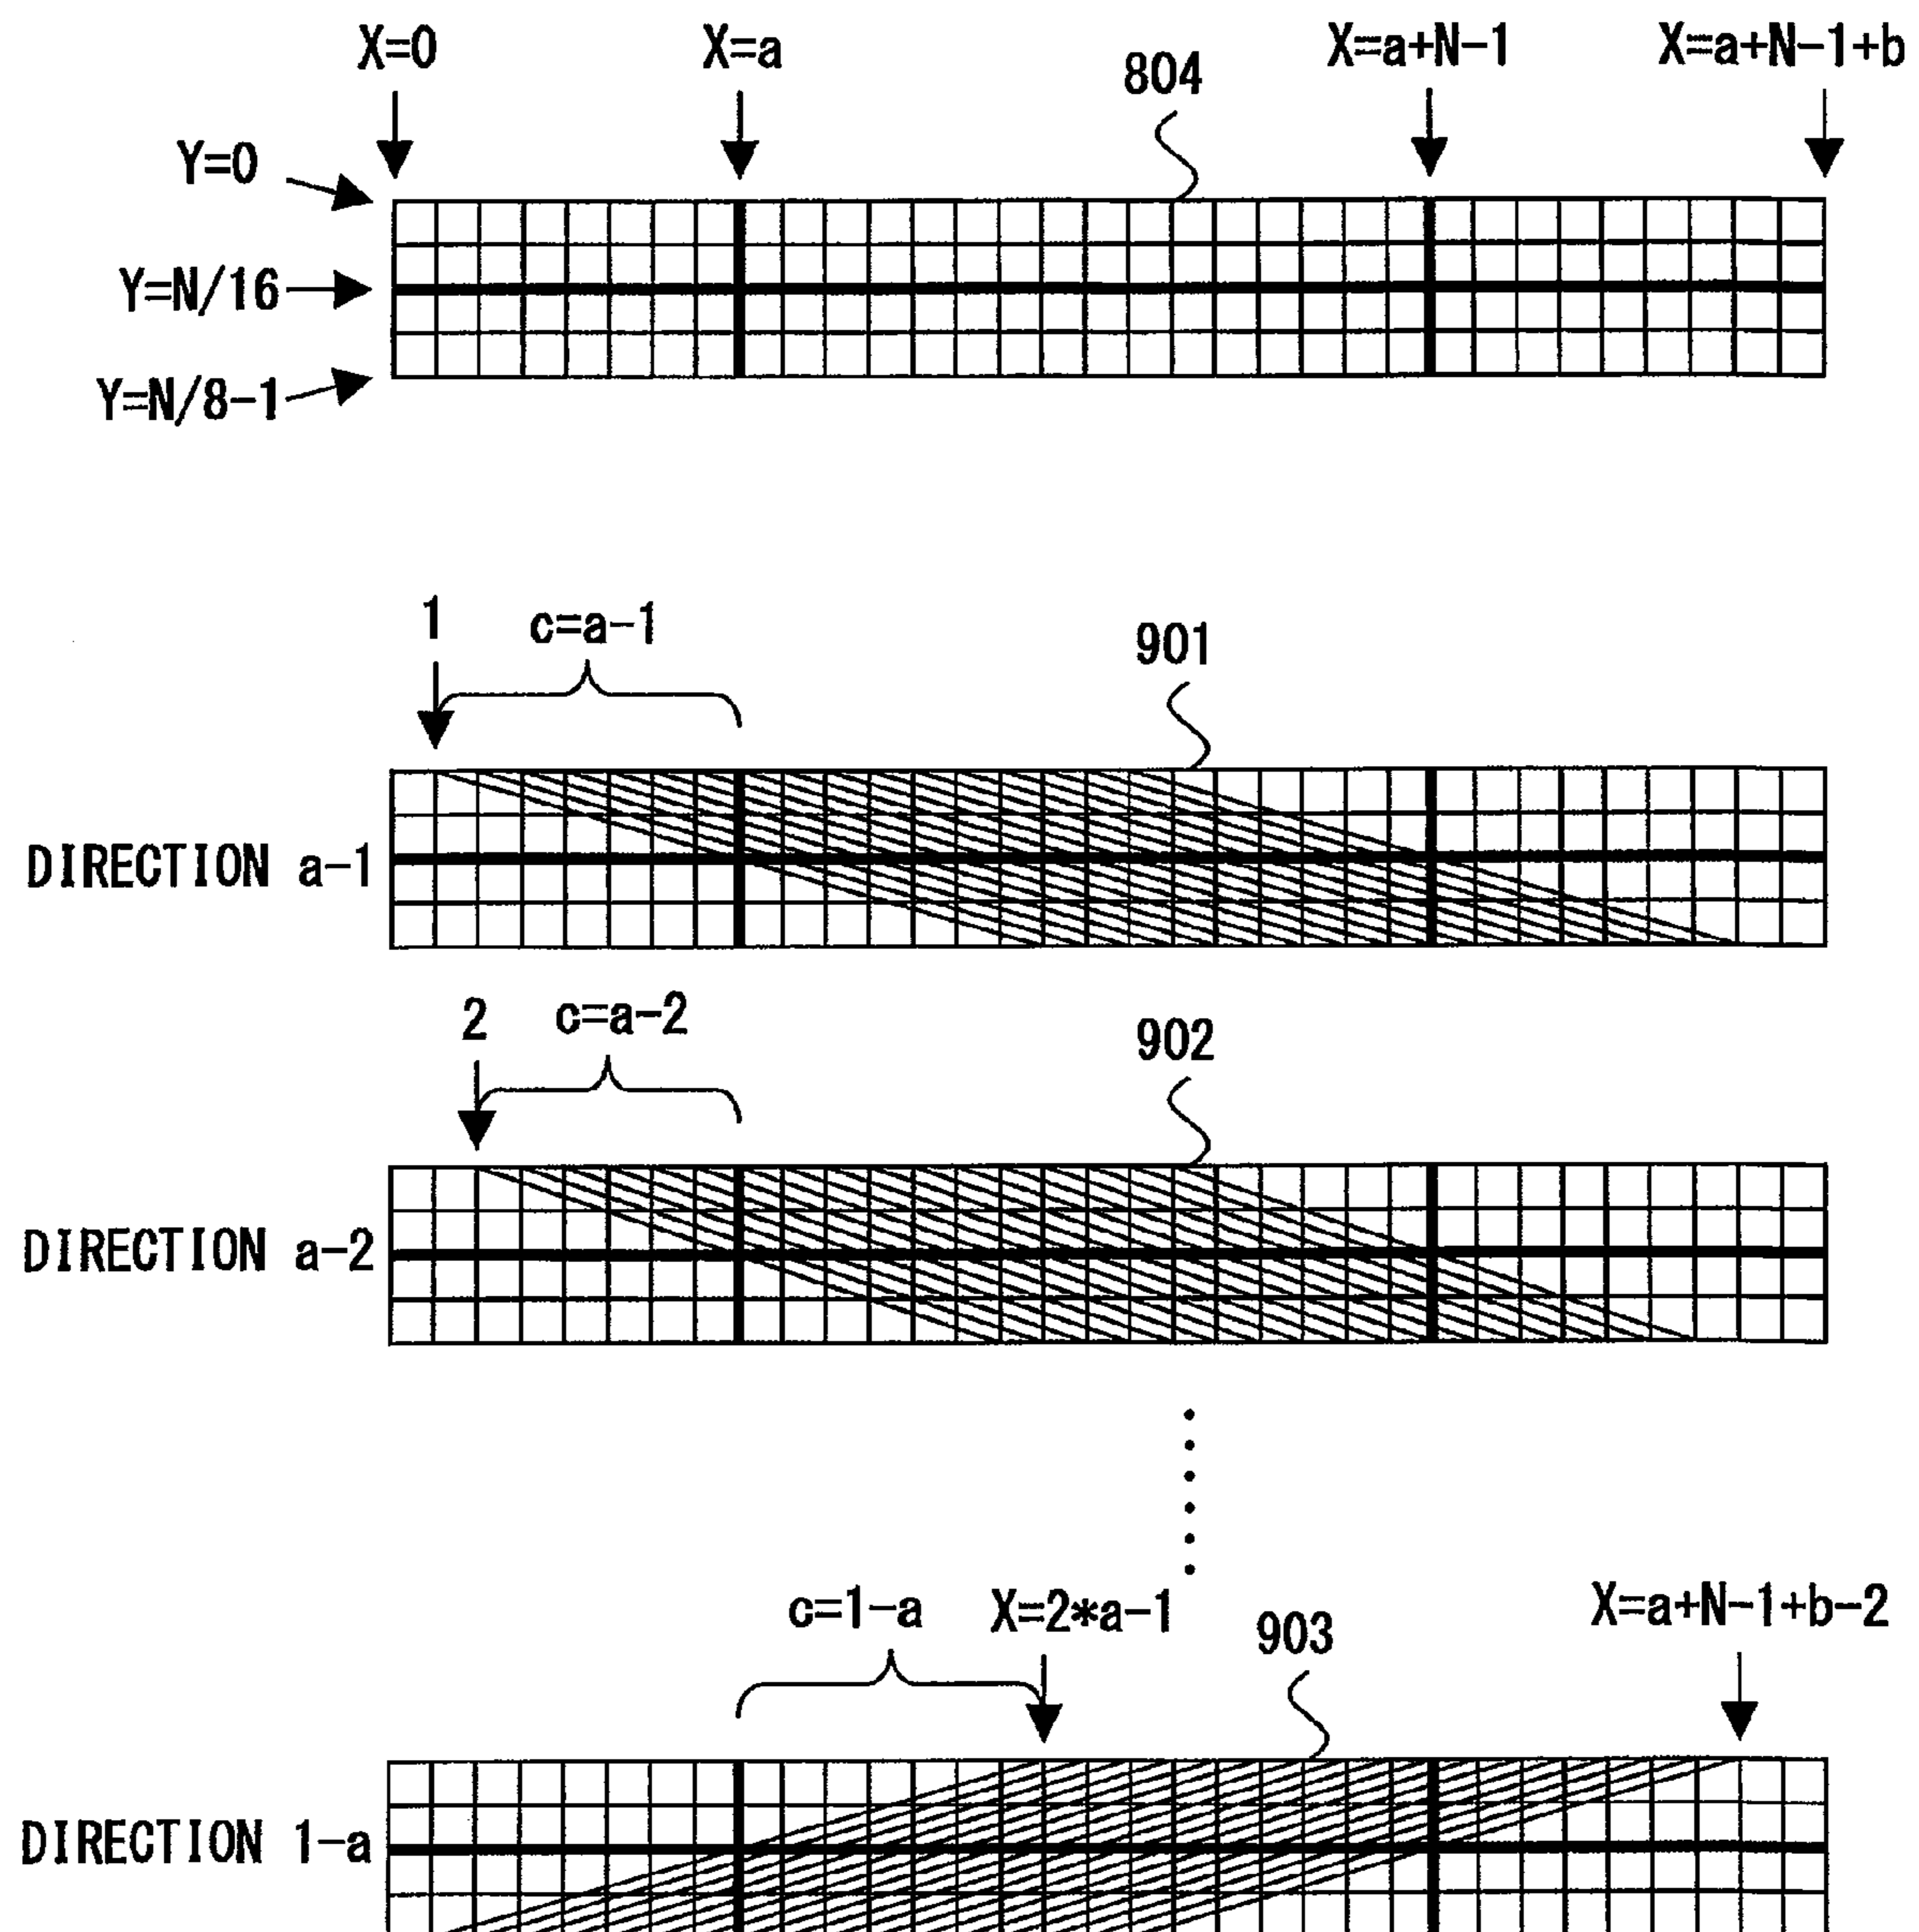 X=0 X=a 804 X=a+N-1 X=a+N-1+b
Y=0
Y=N/16
Y=N/8-1
1 c=a-1 901
DIRECTION a-1
2 c=a-2 902
DIRECTION a-2
c=1-a X=2*a-1 903 X=a+N-1+b-2
DIRECTION 1-a